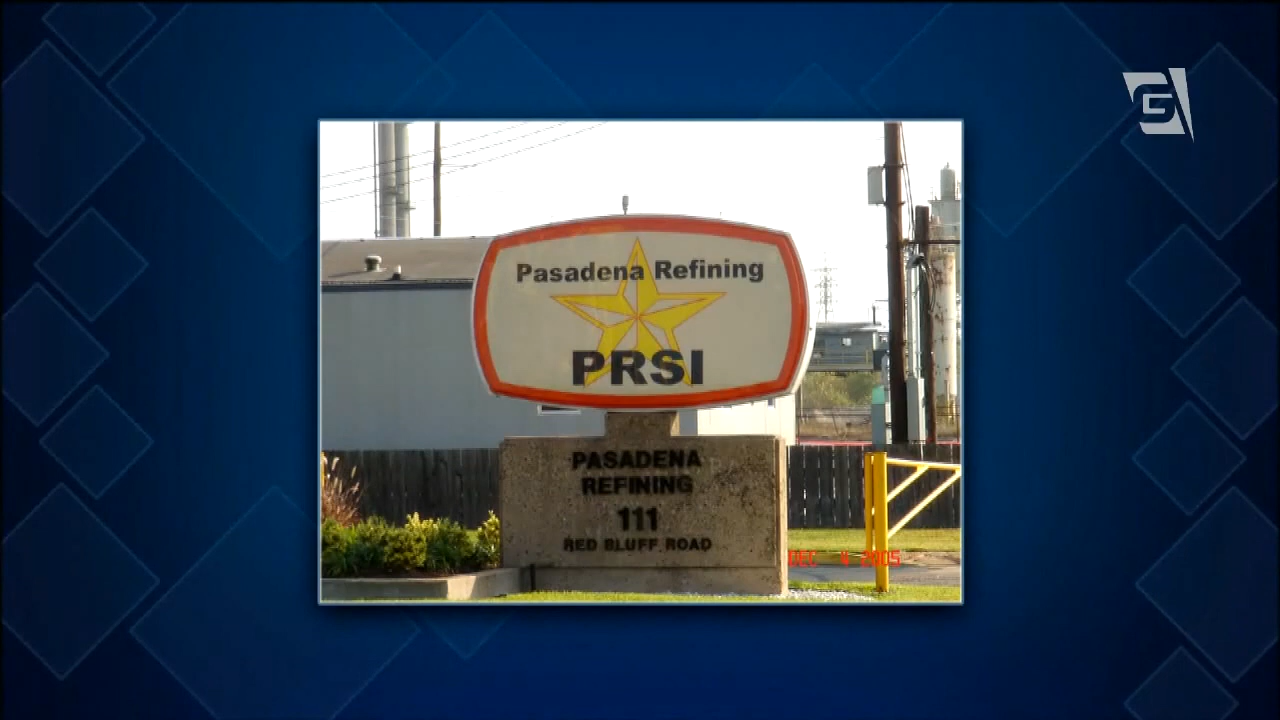 Pasadena Refining
PRSI
PASADENA
REFINING
111
RED BLUFF ROAD
DEC 4 2005
G